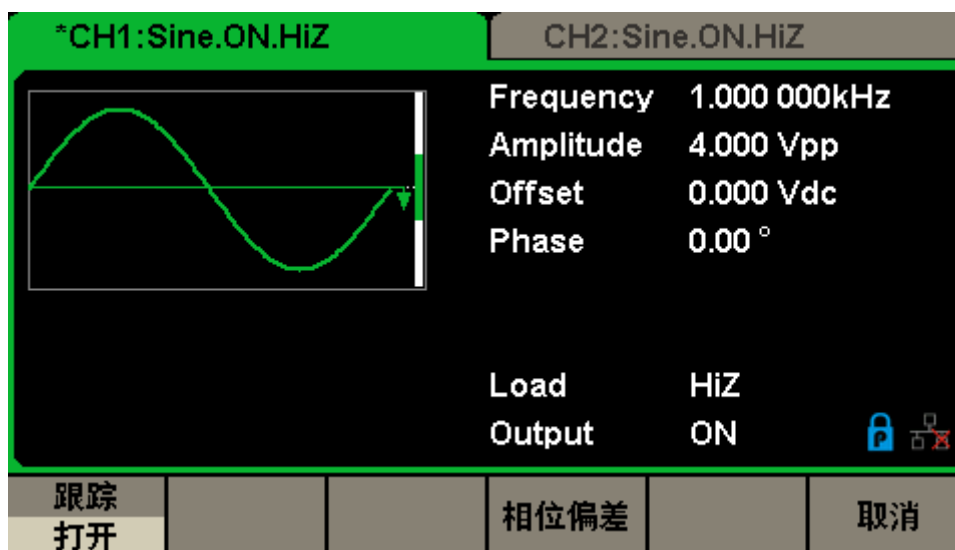 *CH1:Sine.ON.HiZ
CH2:Sine.ON.HiZ
Frequency 1.000 000kHz
Amplitude 4.000 Vpp
Offset 0.000 Vdc
Phase 0.00 °
Load HiZ
Output ON
P
跟踪
打开
相位偏差
取消